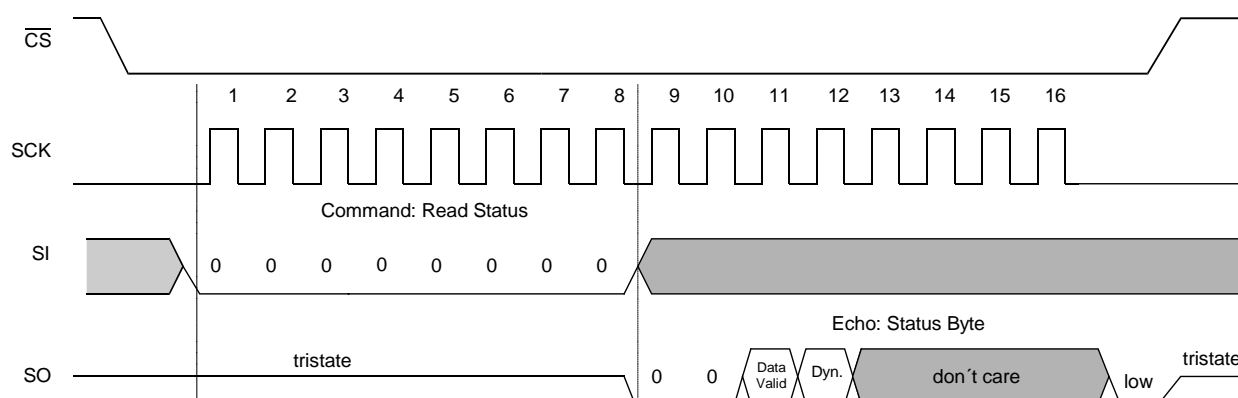 CS
1 2 3 4 5 6 7 8 9 10 11 12 13 14 15 16
SCK
Command: Read Status
SI
0 0 0 0 0 0 0 0
Echo: Status Byte
SO
tristate
0 0
Data Valid
Dyn.
don´t care
low
tristate